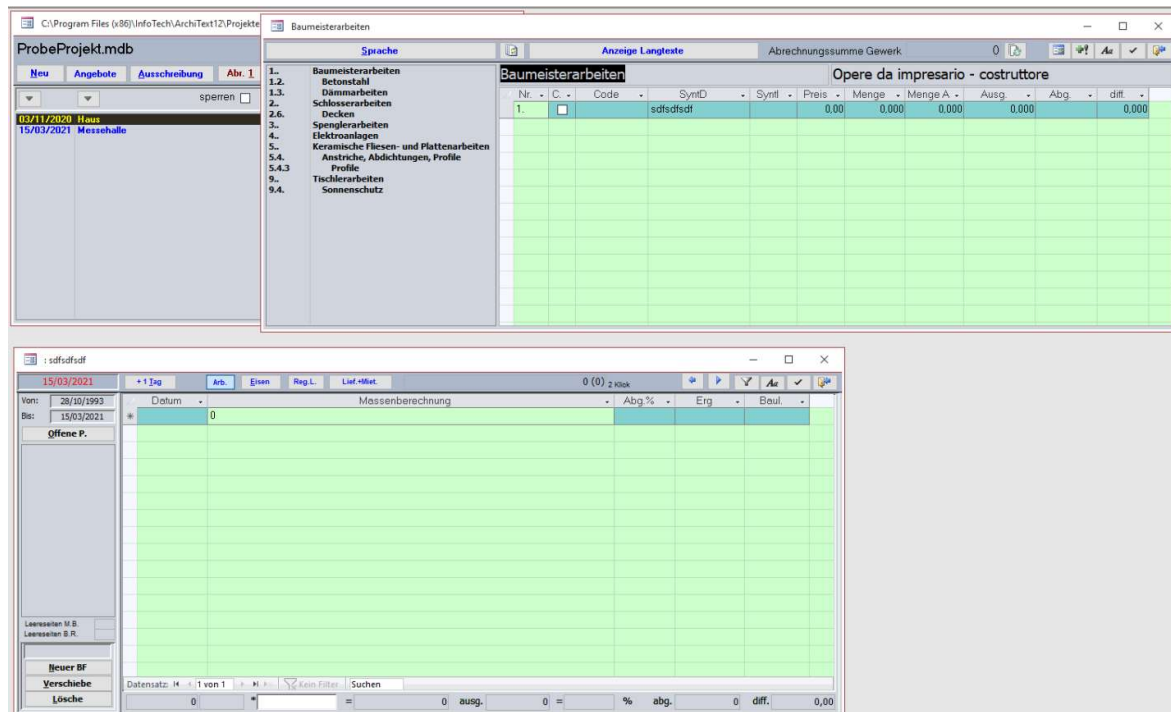 C:\Program Files (x86)\InfoTech\ArchiText12\Projekte
ProbeProjekt.mdb
Neu Angebote Ausschreibung Abr. 1
sperren
03/11/2020 Haus
15/03/2021 Messehalle
Baumeisterarbeiten
Sprache Anzeige Langtexte Abrechnungssumme Gewerk 0 Aa
1.. Baumeisterarbeiten
1.2. Betonstahl
1.3. Dämmarbeiten
2.. Schlosserarbeiten
2.6. Decken
3.. Spenglerarbeiten
4.. Elektroanlagen
5.. Keramische Fliesen- und Plattenarbeiten
5.4. Anstriche, Abdichtungen, Profile
5.4.3 Profile
9.. Tischlerarbeiten
9.4. Sonnenschutz
Baumeisterarbeiten Opere da impresario - costruttore
Nr. C. Code SyntD SyntI Preis Menge Menge A Ausg. Abg. diff.
1. sdfsdfsdf 0,00 0,000 0,000 0,000 0,000
: sdfsdfsdf
15/03/2021 + 1 Tag Arb. Eisen Reg.L. Lief.+Miet. 0 (0) 2 Klok Aa
Von: 28/10/1993
Bis: 15/03/2021
Offene P.
Datum Massenberechnung Abg.% Erg Baul.
* 0
Leereseiten M.B.
Leereseiten B.R.
Neuer BF
Verschiebe
Lösche
Datensatz: 1 von 1 Kein Filter Suchen
0 * = 0 ausg. 0 = % abg. 0 diff. 0,00